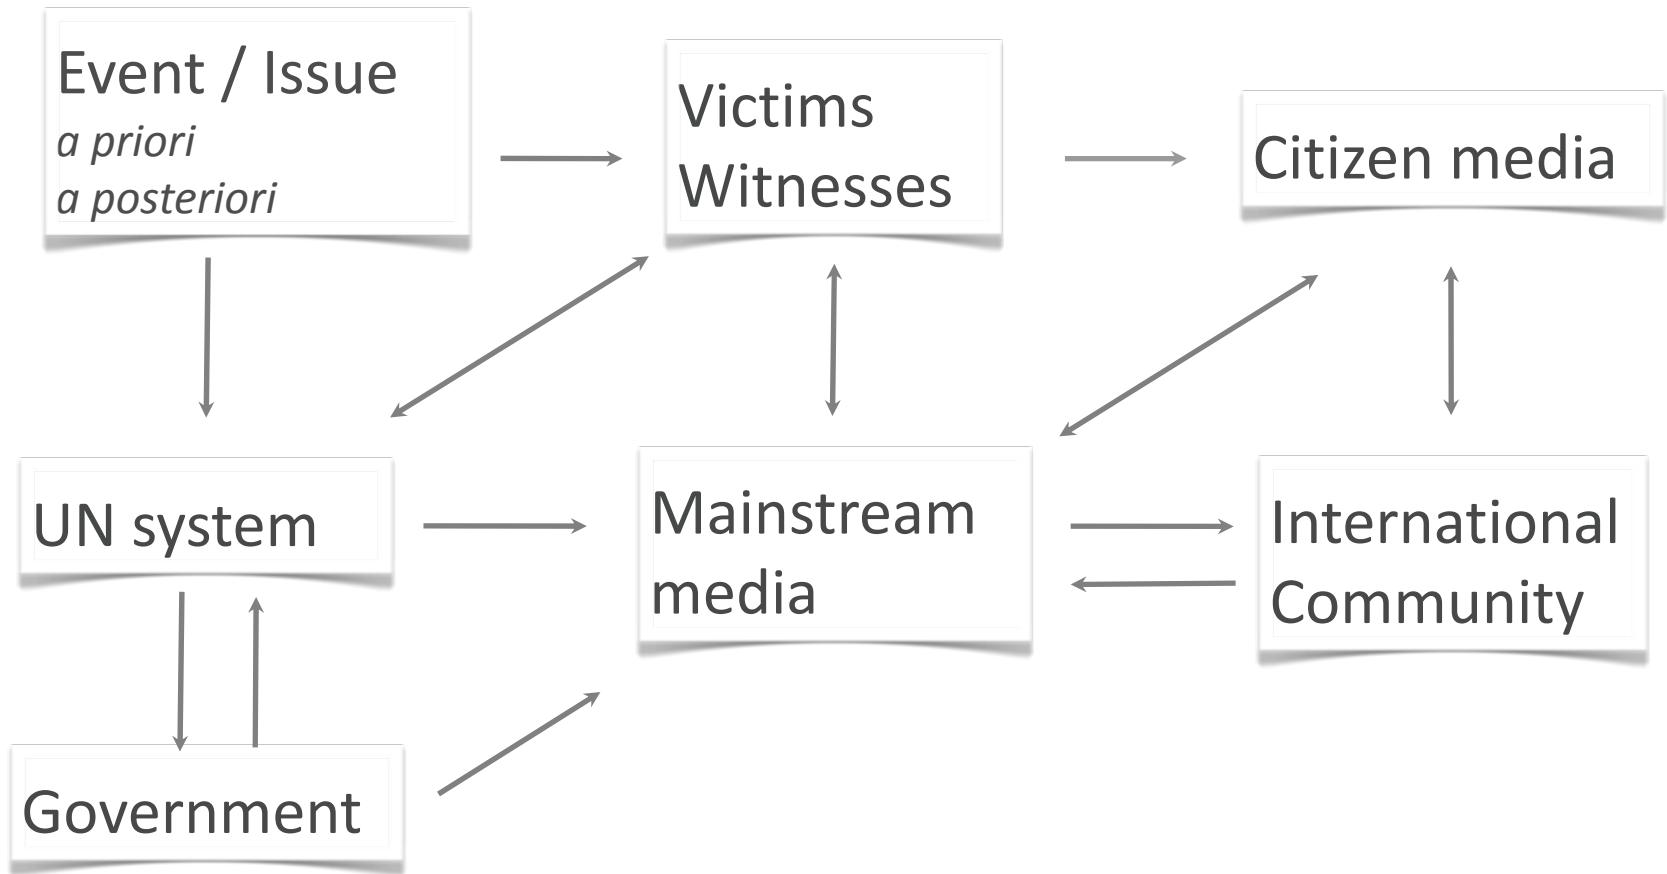 Event / Issue
a priori
a posteriori
Victims
Witnesses
Citizen media
UN system
Mainstream
media
International
Community
Government